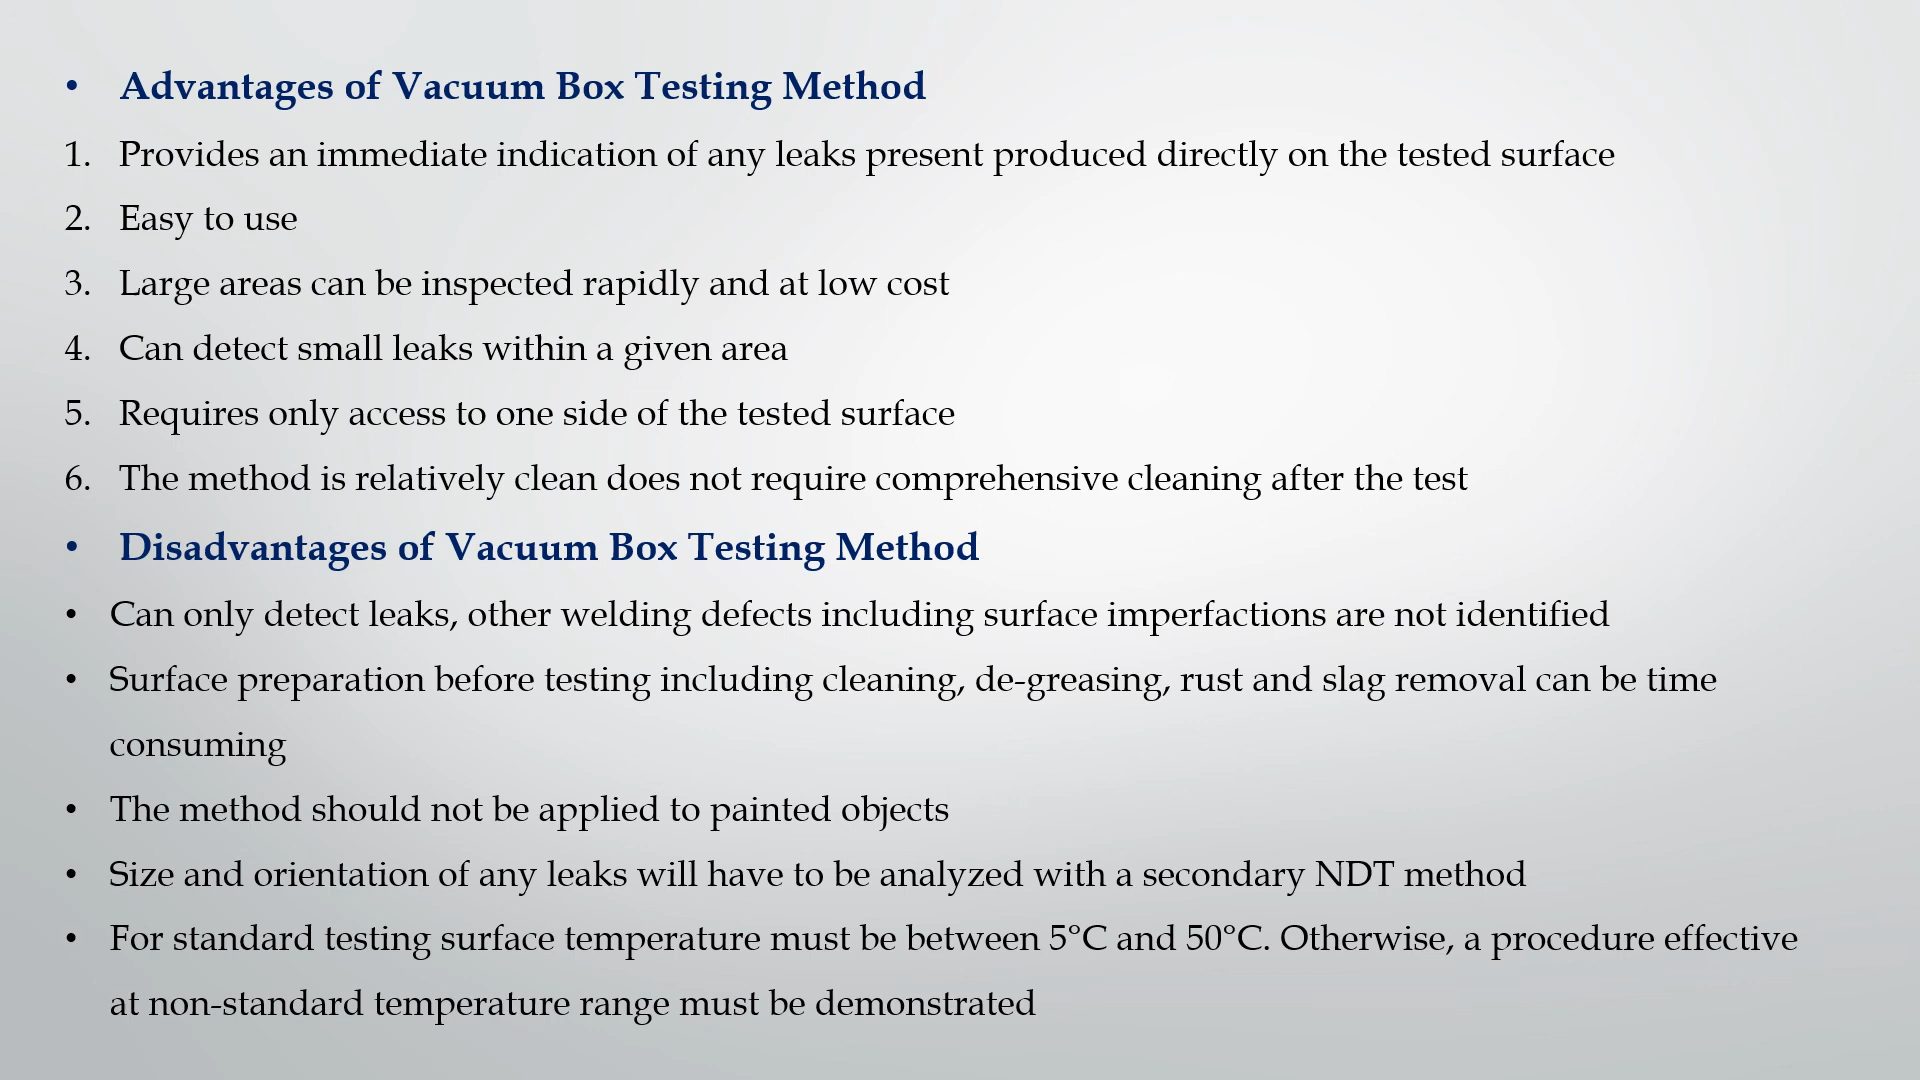 • Advantages of Vacuum Box Testing Method
1. Provides an immediate indication of any leaks present produced directly on the tested surface
2. Easy to use
3. Large areas can be inspected rapidly and at low cost
4. Can detect small leaks within a given area
5. Requires only access to one side of the tested surface
6. The method is relatively clean does not require comprehensive cleaning after the test
• Disadvantages of Vacuum Box Testing Method
• Can only detect leaks, other welding defects including surface imperfactions are not identified
• Surface preparation before testing including cleaning, de-greasing, rust and slag removal can be time
consuming
• The method should not be applied to painted objects
• Size and orientation of any leaks will have to be analyzed with a secondary NDT method
• For standard testing surface temperature must be between 5°C and 50°C. Otherwise, a procedure effective
at non-standard temperature range must be demonstrated